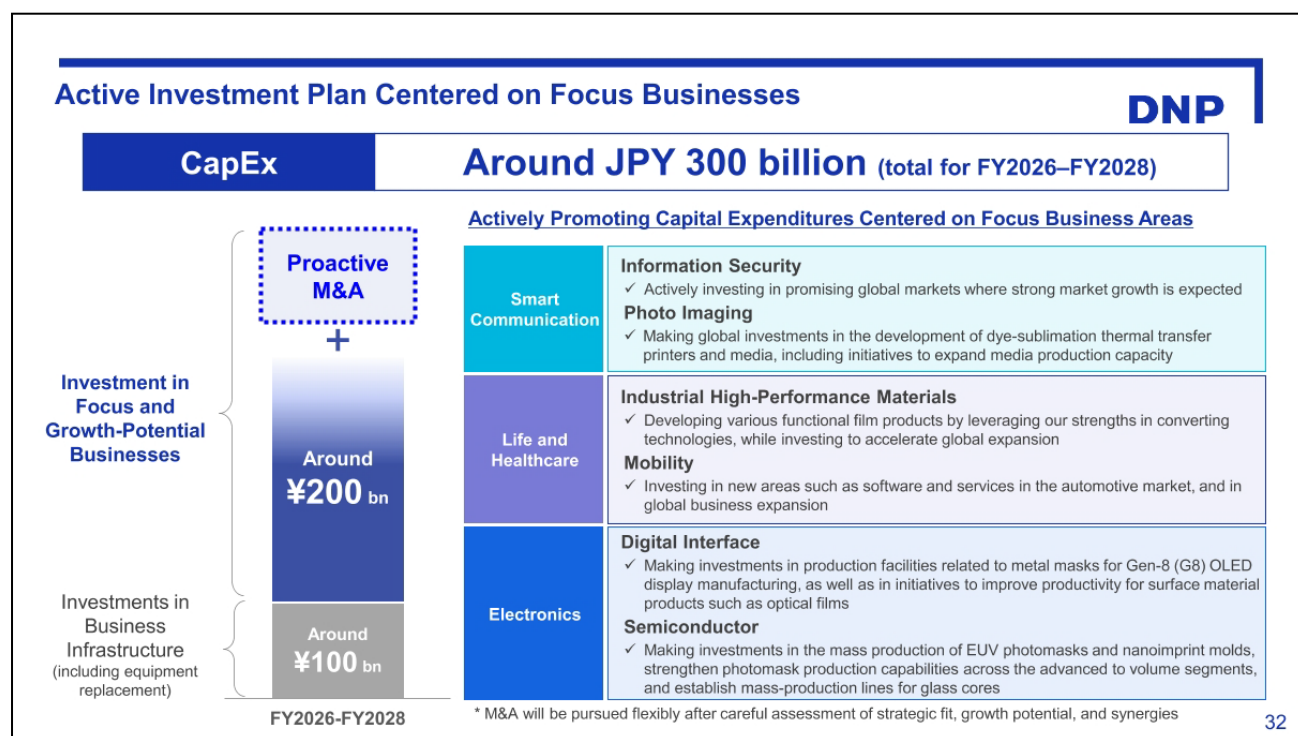 Active Investment Plan Centered on Focus Businesses
DNP
CapEx
Around JPY 300 billion (total for FY2026–FY2028)
Proactive
M&A
+
Investment in
Focus and
Growth-Potential
Businesses
Around
¥200 bn
Investments in
Business
Infrastructure
(including equipment
replacement)
Around
¥100 bn
FY2026-FY2028
Actively Promoting Capital Expenditures Centered on Focus Business Areas
Smart
Communication
Information Security
✓ Actively investing in promising global markets where strong market growth is expected
Photo Imaging
✓ Making global investments in the development of dye-sublimation thermal transfer
printers and media, including initiatives to expand media production capacity
Life and
Healthcare
Industrial High-Performance Materials
✓ Developing various functional film products by leveraging our strengths in converting
technologies, while investing to accelerate global expansion
Mobility
✓ Investing in new areas such as software and services in the automotive market, and in
global business expansion
Electronics
Digital Interface
✓ Making investments in production facilities related to metal masks for Gen-8 (G8) OLED
display manufacturing, as well as in initiatives to improve productivity for surface material
products such as optical films
Semiconductor
✓ Making investments in the mass production of EUV photomasks and nanoimprint molds,
strengthen photomask production capabilities across the advanced to volume segments,
and establish mass-production lines for glass cores
* M&A will be pursued flexibly after careful assessment of strategic fit, growth potential, and synergies
32